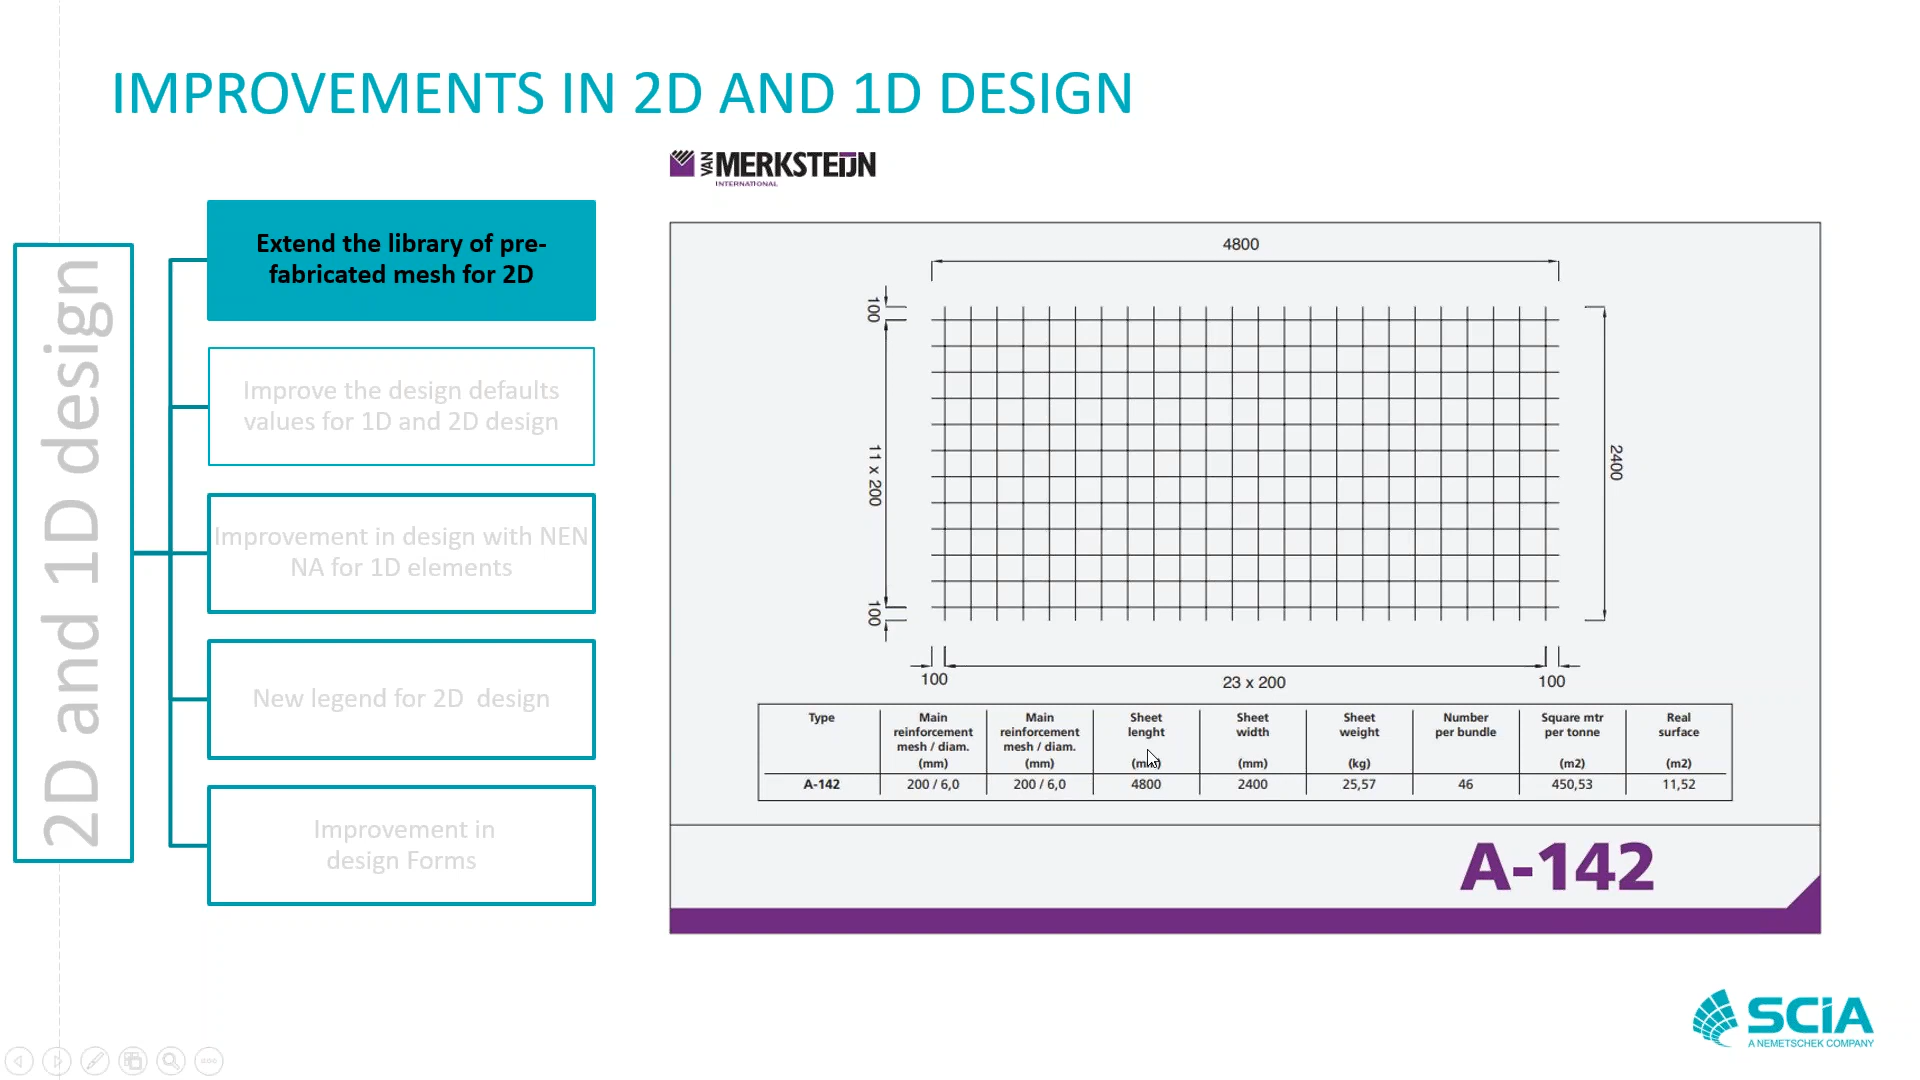 IMPROVEMENTS IN 2D AND 1D DESIGN
2D and 1D design
Extend the library of pre-
fabricated mesh for 2D
Improve the design defaults
values for 1D and 2D design
Improvement in design with NEN
NA for 1D elements
New legend for 2D  design
Improvement in
design Forms
VAN MERKSTEIJN
INTERNATIONAL
4800
100
11 x 200
100
2400
100
23 x 200
100
Type
Main
reinforcement
mesh / diam.
(mm)
Main
reinforcement
mesh / diam.
(mm)
Sheet
lenght
(mm)
Sheet
width
(mm)
Sheet
weight
(kg)
Number
per bundle
Square mtr
per tonne
(m2)
Real
surface
(m2)
A-142 200 / 6,0 200 / 6,0 4800 2400 25,57 46 450,53 11,52
A-142
SCiA
A NEMETSCHEK COMPANY